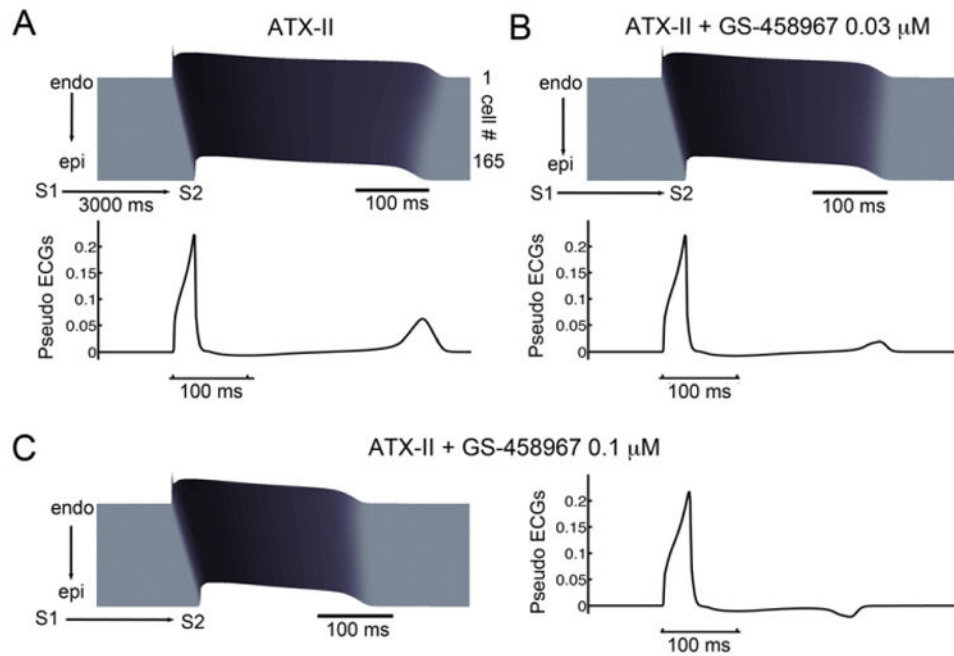 A
ATX-II
endo
epi
1
cell #
165
S1
S2
3000 ms
100 ms
Pseudo ECGs
0.2
0.15
0.1
0.05
0
100 ms
B
ATX-II + GS-458967 0.03 μM
endo
epi
S1
S2
100 ms
Pseudo ECGs
0.2
0.15
0.1
0.05
0
100 ms
C
ATX-II + GS-458967 0.1 μM
endo
epi
S1
S2
100 ms
Pseudo ECGs
0.2
0.15
0.1
0.05
0
100 ms